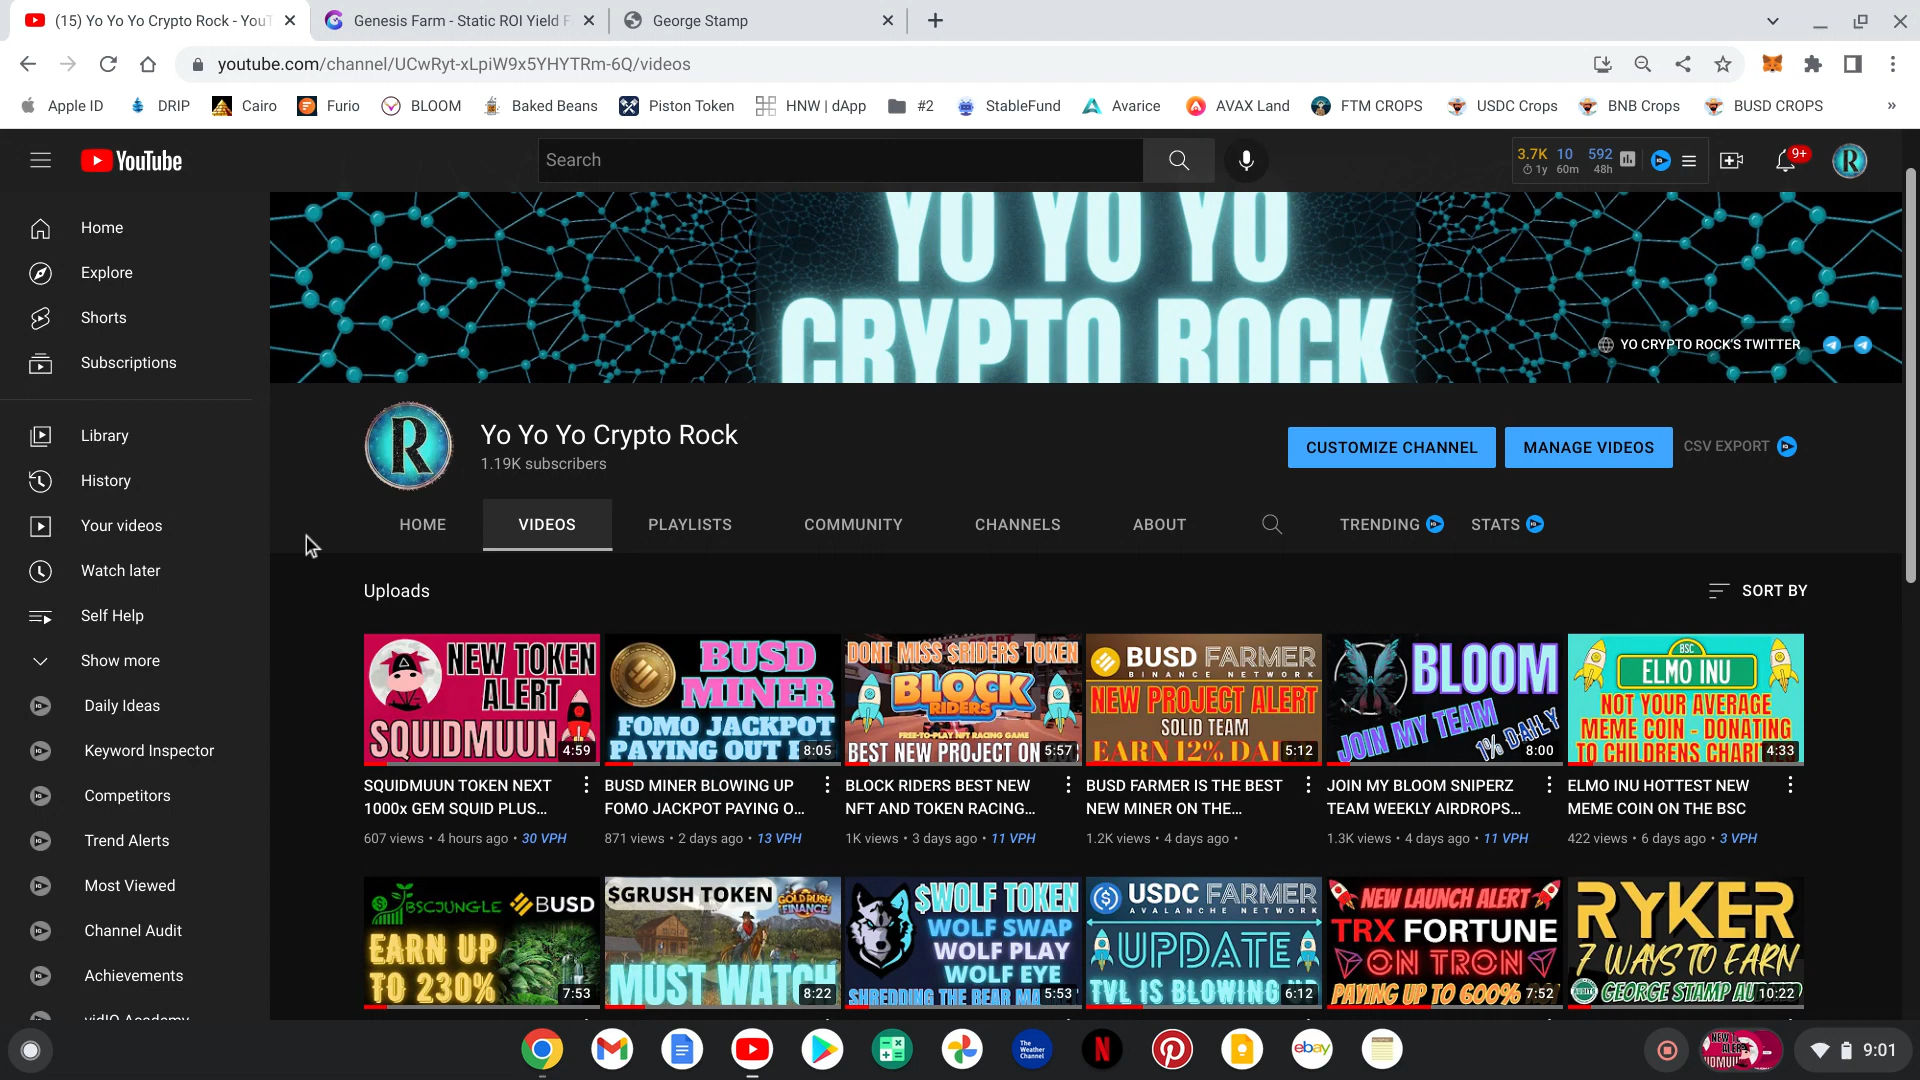 (15) Yo Yo Yo Crypto Rock - YouT
Genesis Farm - Static ROI Yield F
George Stamp
youtube.com/channel/UCwRyt-xLpiW9x5YHYTRm-6Q/videos
Apple ID DRIP Cairo Furio BLOOM Baked Beans Piston Token HNW | dApp #2 StableFund Avarice AVAX Land FTM CROPS USDC Crops BNB Crops BUSD CROPS »
YouTube
Search
3.7K 10 592
1y 60m 48h
9+
R
Home
Explore
Shorts
Subscriptions
Library
History
Your videos
Watch later
Self Help
Show more
Daily Ideas
Keyword Inspector
Competitors
Trend Alerts
Most Viewed
Channel Audit
Achievements
vidIQ Academy
YO YO YO
CRYPTO ROCK
YO CRYPTO ROCK'S TWITTER
R
Yo Yo Yo Crypto Rock
1.19K subscribers
CUSTOMIZE CHANNEL
MANAGE VIDEOS
CSV EXPORT
HOME VIDEOS PLAYLISTS COMMUNITY CHANNELS ABOUT TRENDING STATS
Uploads
SORT BY
NEW TOKEN
ALERT
SQUIDMUUN
4:59
SQUIDMUUN TOKEN NEXT
1000x GEM SQUID PLUS...
607 views • 4 hours ago • 30 VPH
BUSD
MINER
FOMO JACKPOT
PAYING OUT
8:05
BUSD MINER BLOWING UP
FOMO JACKPOT PAYING O...
871 views • 2 days ago • 13 VPH
DONT MISS $RIDERS TOKEN
BLOCK
RIDERS
FREE-TO-PLAY NFT RACING GAME
BEST NEW PROJECT ON
5:57
BLOCK RIDERS BEST NEW
NFT AND TOKEN RACING...
1K views • 3 days ago • 11 VPH
BUSD FARMER
BINANCE NETWORK
NEW PROJECT ALERT
SOLID TEAM
EARN 12% DAI
5:12
BUSD FARMER IS THE BEST
NEW MINER ON THE...
1.2K views • 4 days ago •
BLOOM
JOIN MY TEAM
1% DAILY
8:00
JOIN MY BLOOM SNIPERZ
TEAM WEEKLY AIRDROPS...
1.3K views • 4 days ago • 11 VPH
BSC
ELMO INU
NOT YOUR AVERAGE
MEME COIN - DONATING
TO CHILDRENS CHARI
4:33
ELMO INU HOTTEST NEW
MEME COIN ON THE BSC
422 views • 6 days ago • 3 VPH
BSCJUNGLE BUSD
EARN UP
TO 230%
7:53
$GRUSH TOKEN
GOLD RUSH
FINANCE
MUST WATCH
8:22
$WOLF TOKEN
WOLF SWAP
WOLF PLAY
WOLF EYE
SHREDDING THE BEAR MA
5:53
USDC FARMER
AVALANCHE NETWORK
UPDATE
TVL IS BLOWING
6:12
NEW LAUNCH ALERT
TRX FORTUNE
ON TRON
PAYING UP TO 600%
7:52
RYKER
7 WAYS TO EARN
GEORGE STAMP AU
10:22
The
Weather
Channel
N
ebay
9:01